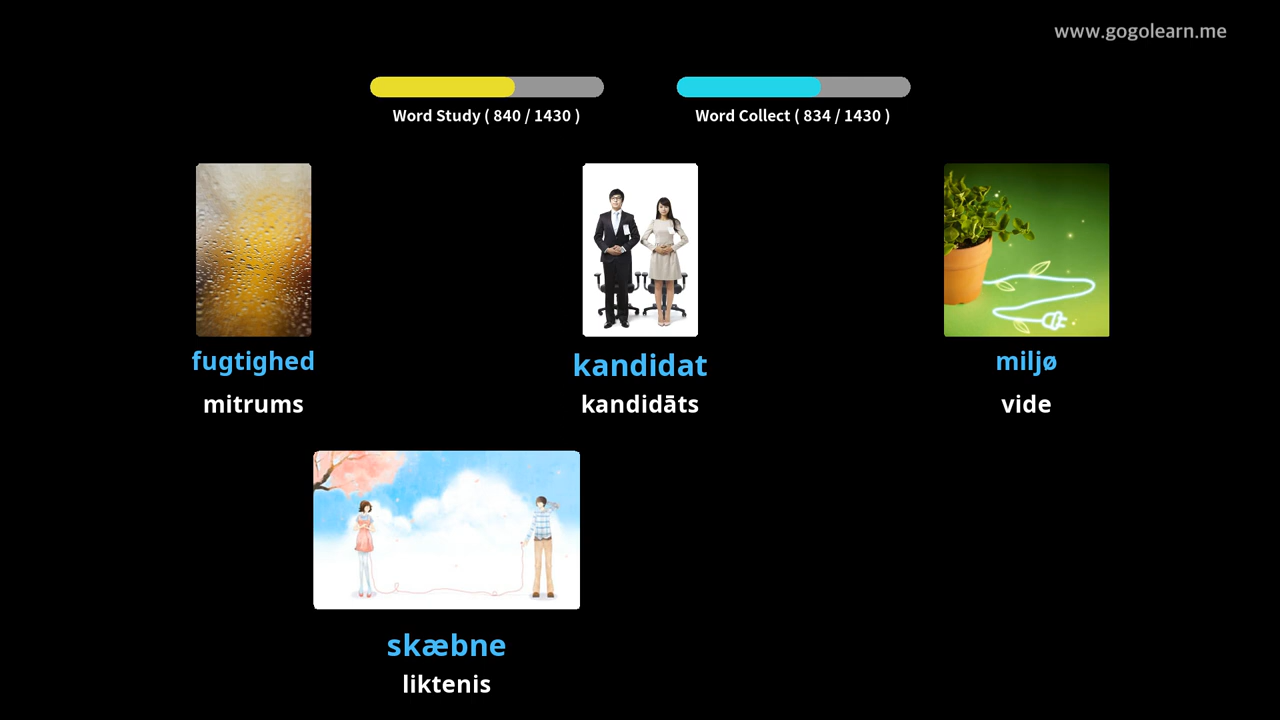 www.gogolearn.me
Word Study ( 840 / 1430 )
Word Collect ( 834 / 1430 )
fugtighed
mitrums
kandidat
kandidāts
miljø
vide
skæbne
liktenis